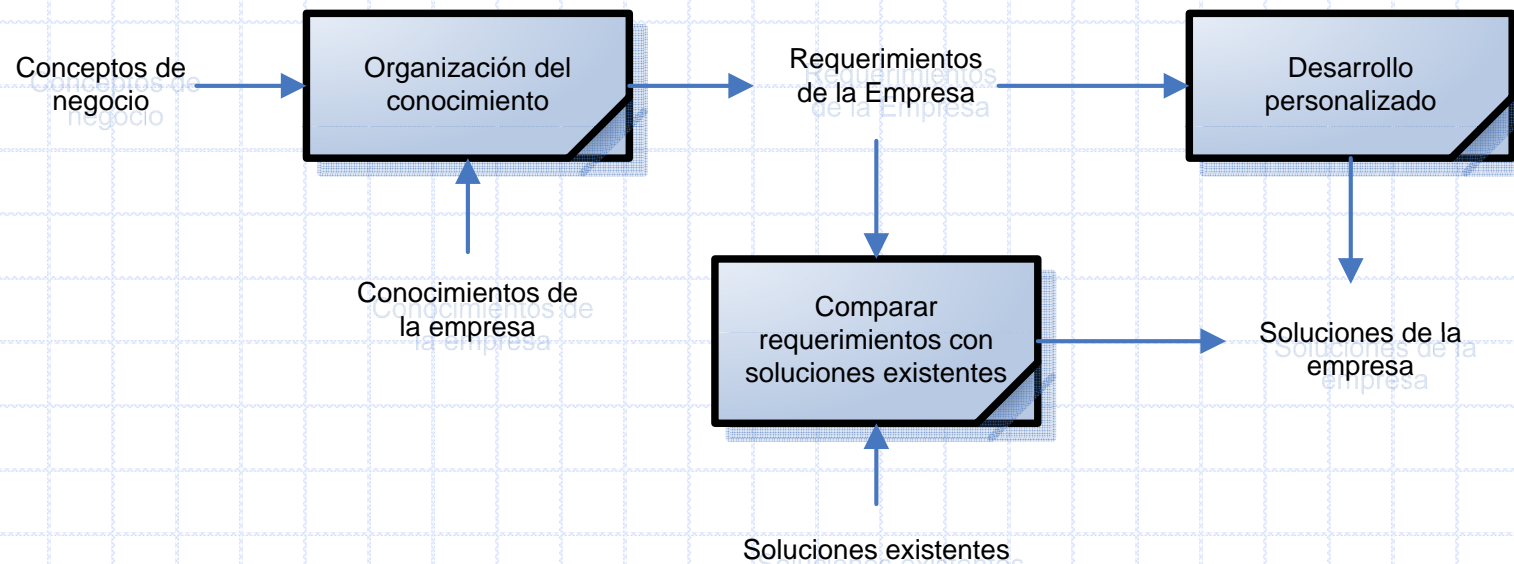 Conceptos de
negocio
Organización del
conocimiento
Requerimientos
de la Empresa
Desarrollo
personalizado
Conocimientos de
la empresa
Comparar
requerimientos con
soluciones existentes
Soluciones de la
empresa
Soluciones existentes